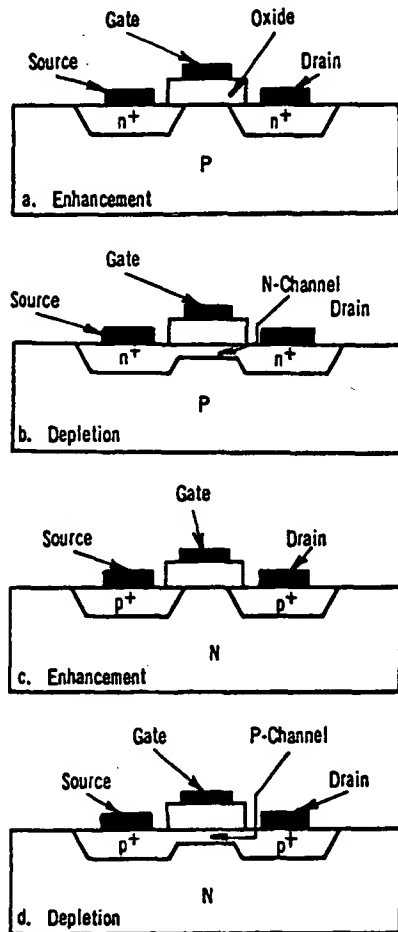 Gate
Oxide
Source
Drain
n+
n+
P
a. Enhancement
Gate
N-Channel
Source
Drain
n+
n+
P
b. Depletion
Gate
Source
Drain
p+
p+
N
c. Enhancement
Gate
P-Channel
Source
Drain
p+
p+
N
d. Depletion